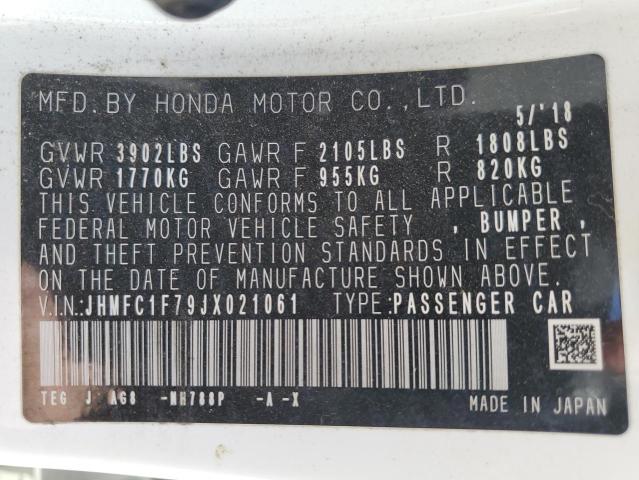 MFD. BY HONDA MOTOR CO.,LTD.
5/'18
GVWR 3902LBS GAWR F 2105LBS R 1808LBS
GVWR 1770KG GAWR F 955KG R 820KG
THIS VEHICLE CONFORMS TO ALL APPLICABLE
FEDERAL MOTOR VEHICLE SAFETY , BUMPER ,
AND THEFT PREVENTION STANDARDS IN EFFECT
ON THE DATE OF MANUFACTURE SHOWN ABOVE.
V.I.N.:JHMFC1F79JX021061 TYPE:PASSENGER CAR
TEG J AG8 -NH788P -A -X
MADE IN JAPAN